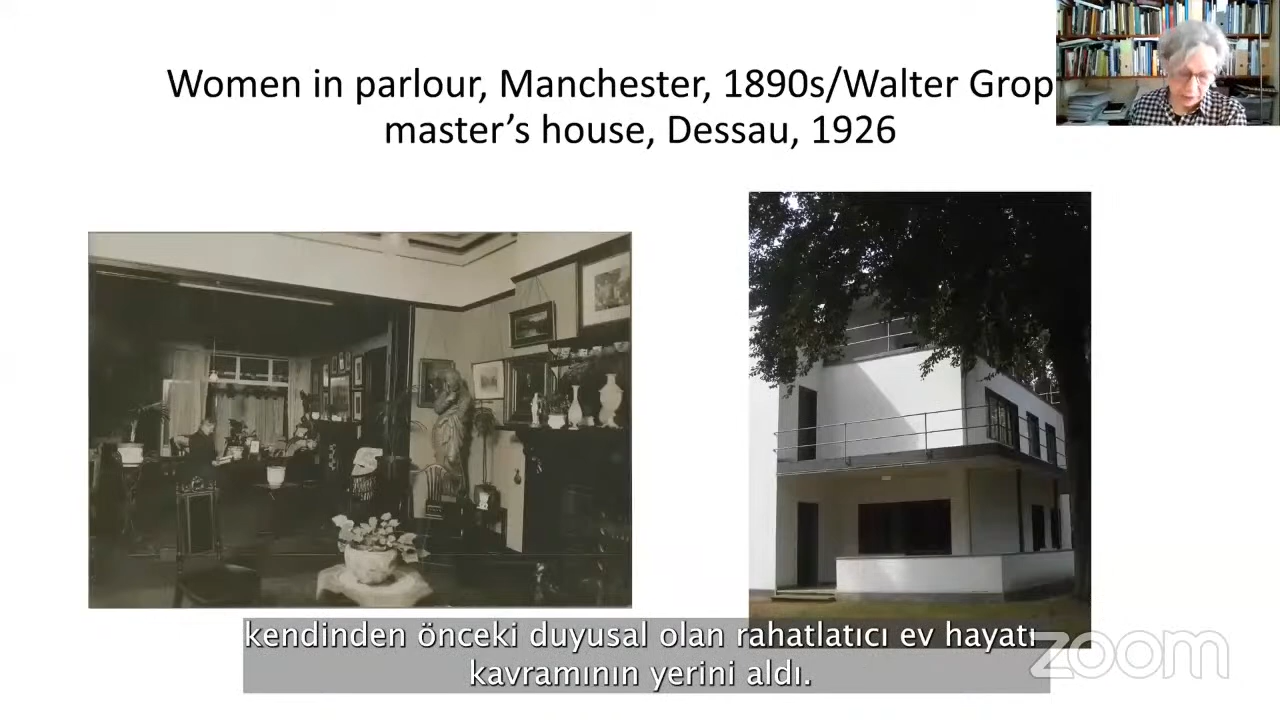 Women in parlour, Manchester, 1890s/Walter Grop
master's house, Dessau, 1926
kendinden önceki duyusal olan rahatlatıcı ev hayatı
kavramının yerini aldı.
zoom